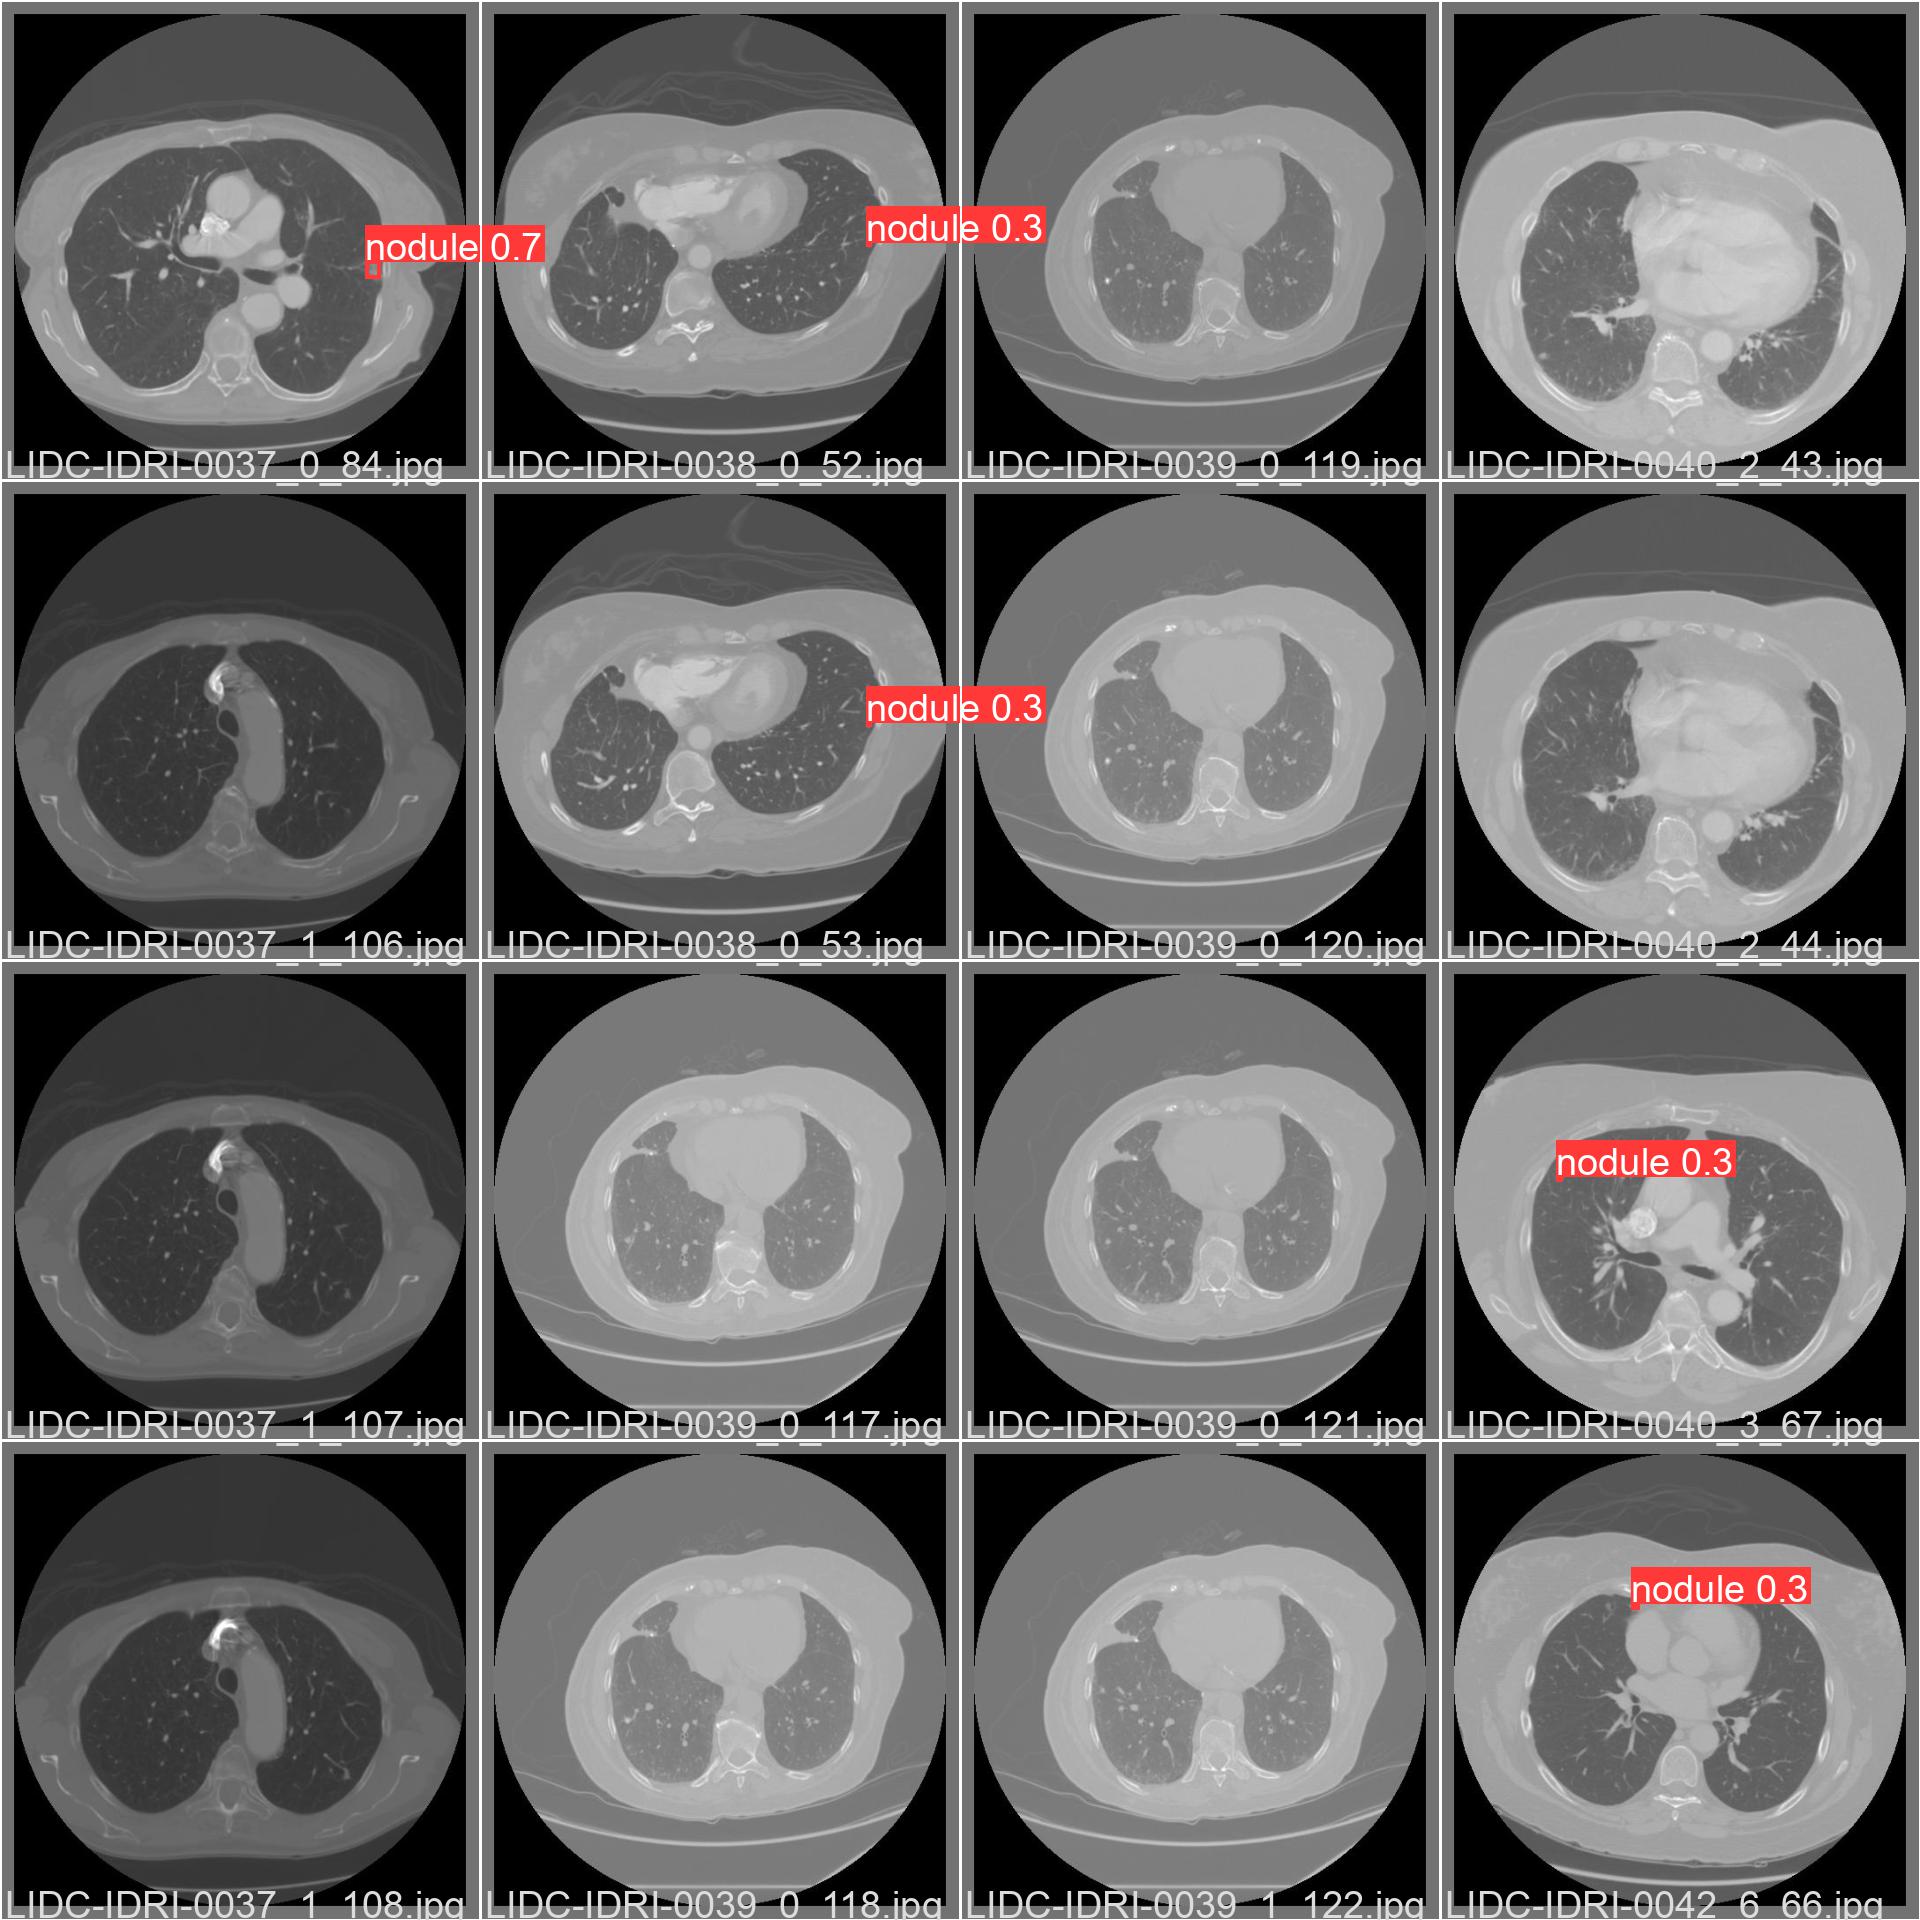 nodule 0.7
nodule 0.3
LIDC-IDRI-0037_0_84.jpg
LIDC-IDRI-0038_0_52.jpg
LIDC-IDRI-0039_0_119.jpg
LIDC-IDRI-0040_2_43.jpg
nodule 0.3
LIDC-IDRI-0037_1_106.jpg
LIDC-IDRI-0038_0_53.jpg
LIDC-IDRI-0039_0_120.jpg
LIDC-IDRI-0040_2_44.jpg
nodule 0.3
LIDC-IDRI-0037_1_107.jpg
LIDC-IDRI-0039_0_117.jpg
LIDC-IDRI-0039_0_121.jpg
LIDC-IDRI-0040_3_67.jpg
nodule 0.3
LIDC-IDRI-0037_1_108.jpg
LIDC-IDRI-0039_0_118.jpg
LIDC-IDRI-0039_1_122.jpg
LIDC-IDRI-0042_6_66.jpg